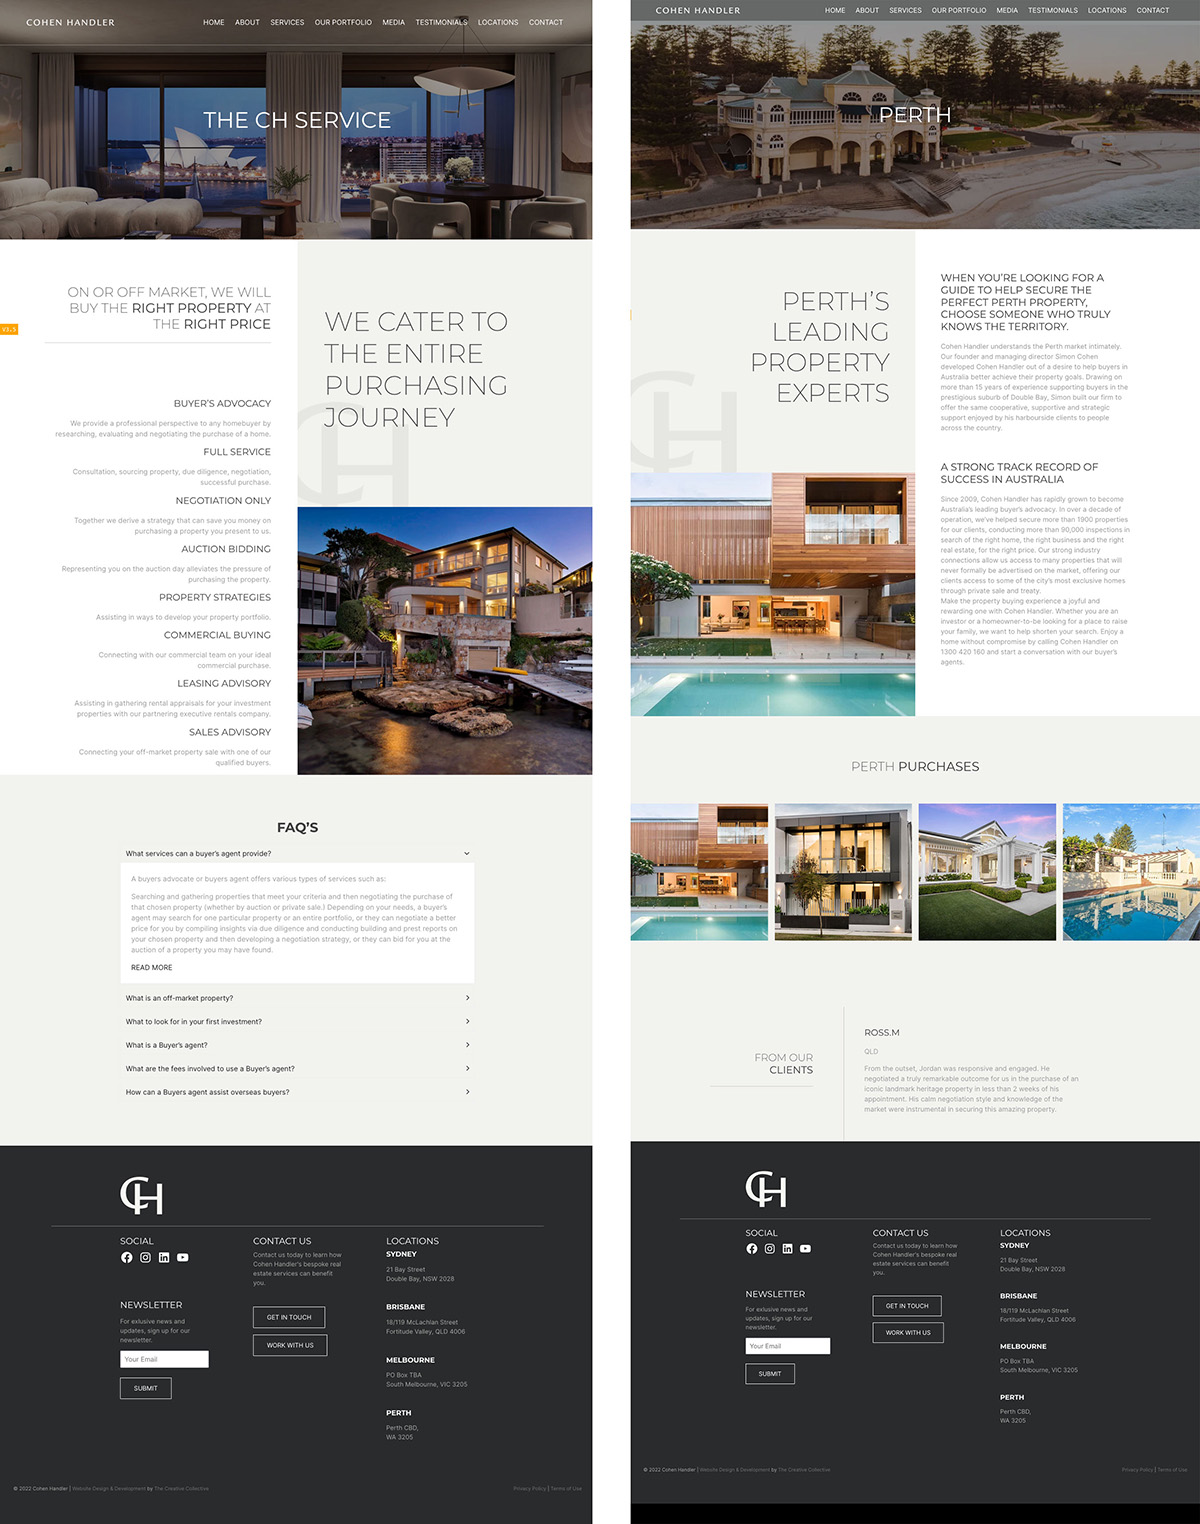 COHEN HANDLER
HOME ABOUT SERVICES OUR PORTFOLIO MEDIA TESTIMONIALS LOCATIONS CONTACT
THE CH SERVICE
ON OR OFF MARKET, WE WILL
BUY THE RIGHT PROPERTY AT
THE RIGHT PRICE
V3.5
BUYER'S ADVOCACY
We provide a professional perspective to any homebuyer by
researching, evaluating and negotiating the purchase of a home.
FULL SERVICE
Consultation, sourcing property, due diligence, negotiation,
successful purchase.
NEGOTIATION ONLY
Together we derive a strategy that can save you money on
purchasing a property you present to us.
AUCTION BIDDING
Representing you on the auction day alleviates the pressure of
purchasing the property.
PROPERTY STRATEGIES
Assisting in ways to develop your property portfolio.
COMMERCIAL BUYING
Connecting with our commercial team on your ideal
commercial purchase.
LEASING ADVISORY
Assisting in gathering rental appraisals for your investment
properties with our partnering executive rentals company.
SALES ADVISORY
Connecting your off-market property sale with one of our
qualified buyers.
WE CATER TO
THE ENTIRE
PURCHASING
JOURNEY
CH
FAQ'S
What services can a buyer's agent provide?
A buyers advocate or buyers agent offers various types of services such as:
Searching and gathering properties that meet your criteria and then negotiating the purchase of
that chosen property (whether by auction or private sale.) Depending on your needs, a buyer's
agent may search for one particular property or an entire portfolio, or they can negotiate a better
price for you by compiling insights via due diligence and conducting building and prest reports on
your chosen property and then developing a negotiation strategy, or they can bid for you at the
auction of a property you may have found.
READ MORE
What is an off-market property?
What to look for in your first investment?
What is a Buyer's agent?
What are the fees involved to use a Buyer's agent?
How can a Buyers agent assist overseas buyers?
CH
SOCIAL
NEWSLETTER
For exlusive news and
updates, sign up for our
newsletter.
Your Email
SUBMIT
CONTACT US
Contact us today to learn how
Cohen Handler's bespoke real
estate services can benefit
you.
GET IN TOUCH
WORK WITH US
LOCATIONS
SYDNEY
21 Bay Street
Double Bay, NSW 2028
BRISBANE
18/119 McLachlan Street
Fortitude Valley, QLD 4006
MELBOURNE
PO Box TBA
South Melbourne, VIC 3205
PERTH
Perth CBD,
WA 3205
© 2022 Cohen Handler | Website Design & Development by The Creative Collective
Privacy Policy | Terms of Use
COHEN HANDLER
HOME ABOUT SERVICES OUR PORTFOLIO MEDIA TESTIMONIALS LOCATIONS CONTACT
PERTH
PERTH'S
LEADING
PROPERTY
EXPERTS
CH
WHEN YOU'RE LOOKING FOR A
GUIDE TO HELP SECURE THE
PERFECT PERTH PROPERTY,
CHOOSE SOMEONE WHO TRULY
KNOWS THE TERRITORY.
Cohen Handler understands the Perth market intimately.
Our founder and managing director Simon Cohen
developed Cohen Handler out of a desire to help buyers in
Australia better achieve their property goals. Drawing on
more than 15 years of experience supporting buyers in the
prestigious suburb of Double Bay, Simon built our firm to
offer the same cooperative, supportive and strategic
support enjoyed by his harbourside clients to people
across the country.
A STRONG TRACK RECORD OF
SUCCESS IN AUSTRALIA
Since 2009, Cohen Handler has rapidly grown to become
Australia's leading buyer's advocacy. In over a decade of
operation, we've helped secure more than 1900 properties
for our clients, conducting more than 90,000 inspections in
search of the right home, the right business and the right
real estate, for the right price. Our strong industry
connections allow us access to many properties that will
never formally be advertised on the market, offering our
clients access to some of the city's most exclusive homes
through private sale and treaty.
Make the property buying experience a joyful and
rewarding one with Cohen Handler. Whether you are an
investor or a homeowner-to-be looking for a place to raise
your family, we want to help shorten your search. Enjoy a
home without compromise by calling Cohen Handler on
1300 420 160 and start a conversation with our buyer's
agents.
PERTH PURCHASES
FROM OUR
CLIENTS
ROSS.M
QLD
From the outset, Jordan was responsive and engaged. He
negotiated a truly remarkable outcome for us in the purchase of an
iconic landmark heritage property in less than 2 weeks of his
appointment. His calm negotiation style and knowledge of the
market were instrumental in securing this amazing property.
CH
SOCIAL
NEWSLETTER
For exlusive news and
updates, sign up for our
newsletter.
Your Email
SUBMIT
CONTACT US
Contact us today to learn how
Cohen Handler's bespoke real
estate services can benefit
you.
GET IN TOUCH
WORK WITH US
LOCATIONS
SYDNEY
21 Bay Street
Double Bay, NSW 2028
BRISBANE
18/119 McLachlan Street
Fortitude Valley, QLD 4006
MELBOURNE
PO Box TBA
South Melbourne, VIC 3205
PERTH
Perth CBD,
WA 3205
© 2022 Cohen Handler | Website Design & Development by The Creative Collective
Privacy Policy | Terms of Use